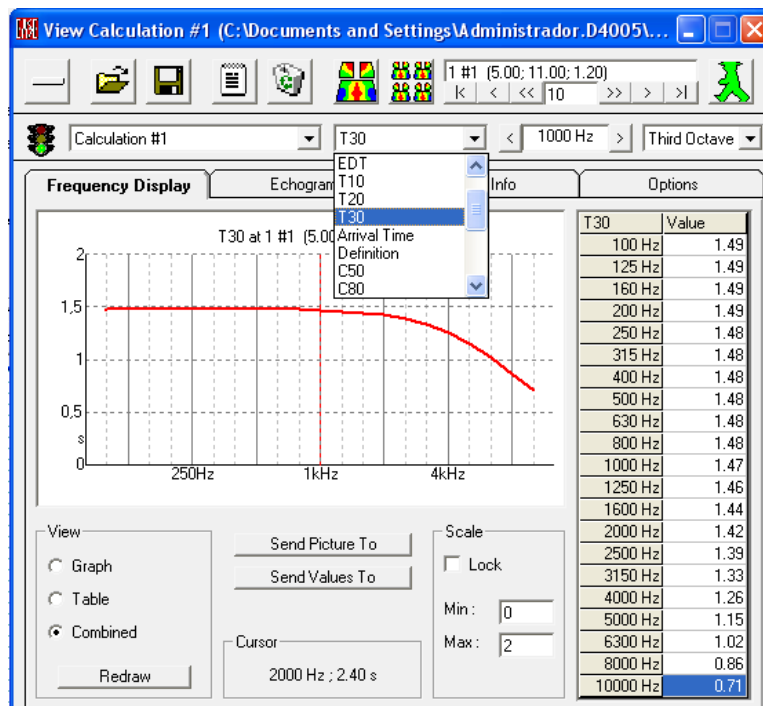 View Calculation #1 (C:\Documents and Settings\Administrador.D4005\...
1 #1 (5.00; 11.00; 1.20)
|< < << 10 >> > >|
Calculation #1 T30 < 1000 Hz > Third Octave
EDT
T10
T20
T30
Arrival Time
Definition
C50
C80
Frequency Display Echogram Info Options
T30 at 1 #1 (5.00
2
1,5
1
0,5
s
0
250Hz 1kHz 4kHz
T30 Value
100 Hz 1.49
125 Hz 1.49
160 Hz 1.49
200 Hz 1.49
250 Hz 1.48
315 Hz 1.48
400 Hz 1.48
500 Hz 1.48
630 Hz 1.48
800 Hz 1.48
1000 Hz 1.47
1250 Hz 1.46
1600 Hz 1.44
2000 Hz 1.42
2500 Hz 1.39
3150 Hz 1.33
4000 Hz 1.26
5000 Hz 1.15
6300 Hz 1.02
8000 Hz 0.86
10000 Hz 0.71
View
Graph
Table
Combined
Redraw
Send Picture To
Send Values To
Cursor
2000 Hz ; 2.40 s
Scale
Lock
Min : 0
Max : 2